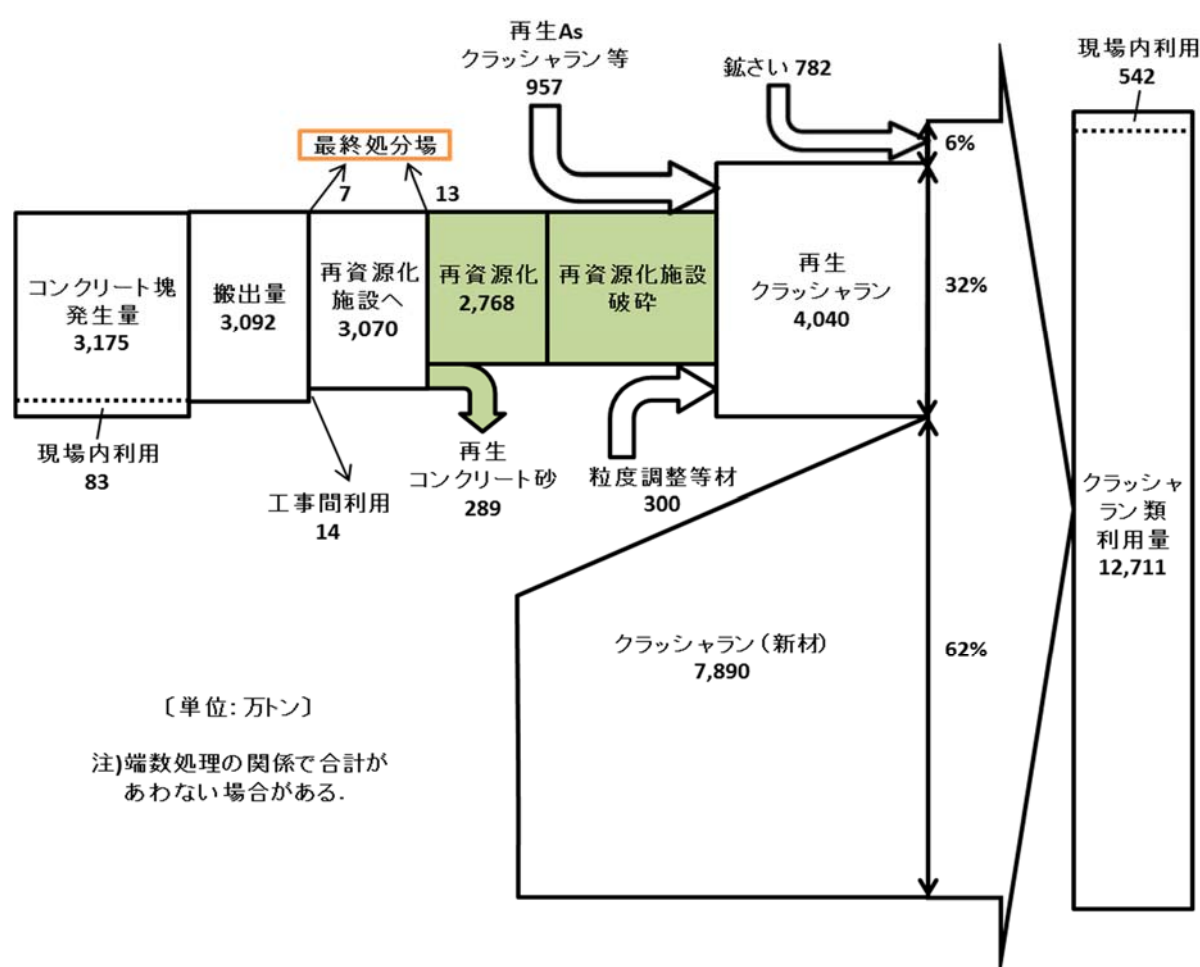 再生As
クラッシャラン等
957
鉱さい 782
現場内利用
542
最終処分場
7
13
6%
コンクリート塊
発生量
3,175
搬出量
3,092
再資源化
施設へ
3,070
再資源化
2,768
再資源化施設
破砕
再生
クラッシャラン
4,040
32%
現場内利用
83
工事間利用
14
再生
コンクリート砂
289
粒度調整等材
300
クラッシャ
ラン類
利用量
12,711
クラッシャラン（新材）
7,890
62%
〔単位：万トン〕
注)端数処理の関係で合計が
あわない場合がある.